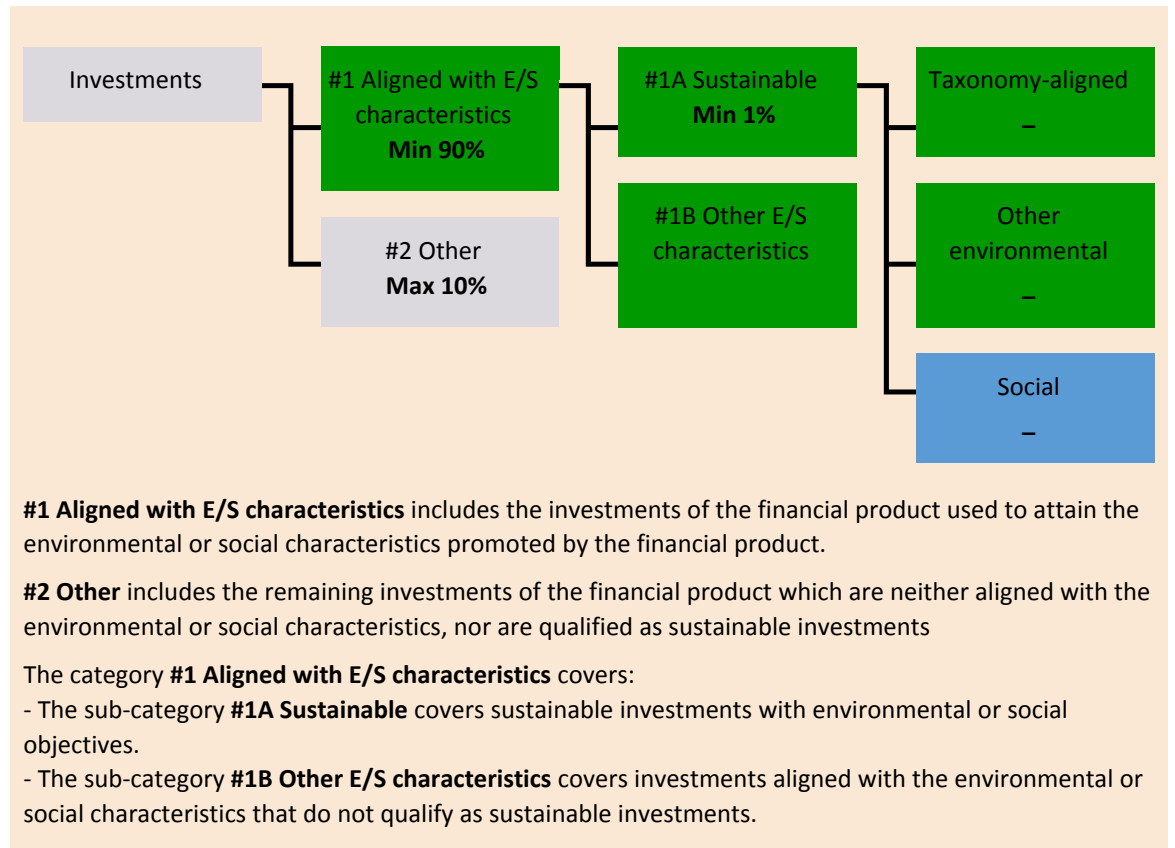 Investments
#1 Aligned with E/S
characteristics
Min 90%
#2 Other
Max 10%
#1A Sustainable
Min 1%
#1B Other E/S
characteristics
Taxonomy-aligned
–
Other
environmental
–
Social
–
#1 Aligned with E/S characteristics includes the investments of the financial product used to attain the
environmental or social characteristics promoted by the financial product.
#2 Other includes the remaining investments of the financial product which are neither aligned with the
environmental or social characteristics, nor are qualified as sustainable investments
The category #1 Aligned with E/S characteristics covers:
- The sub-category #1A Sustainable covers sustainable investments with environmental or social
objectives.
- The sub-category #1B Other E/S characteristics covers investments aligned with the environmental or
social characteristics that do not qualify as sustainable investments.